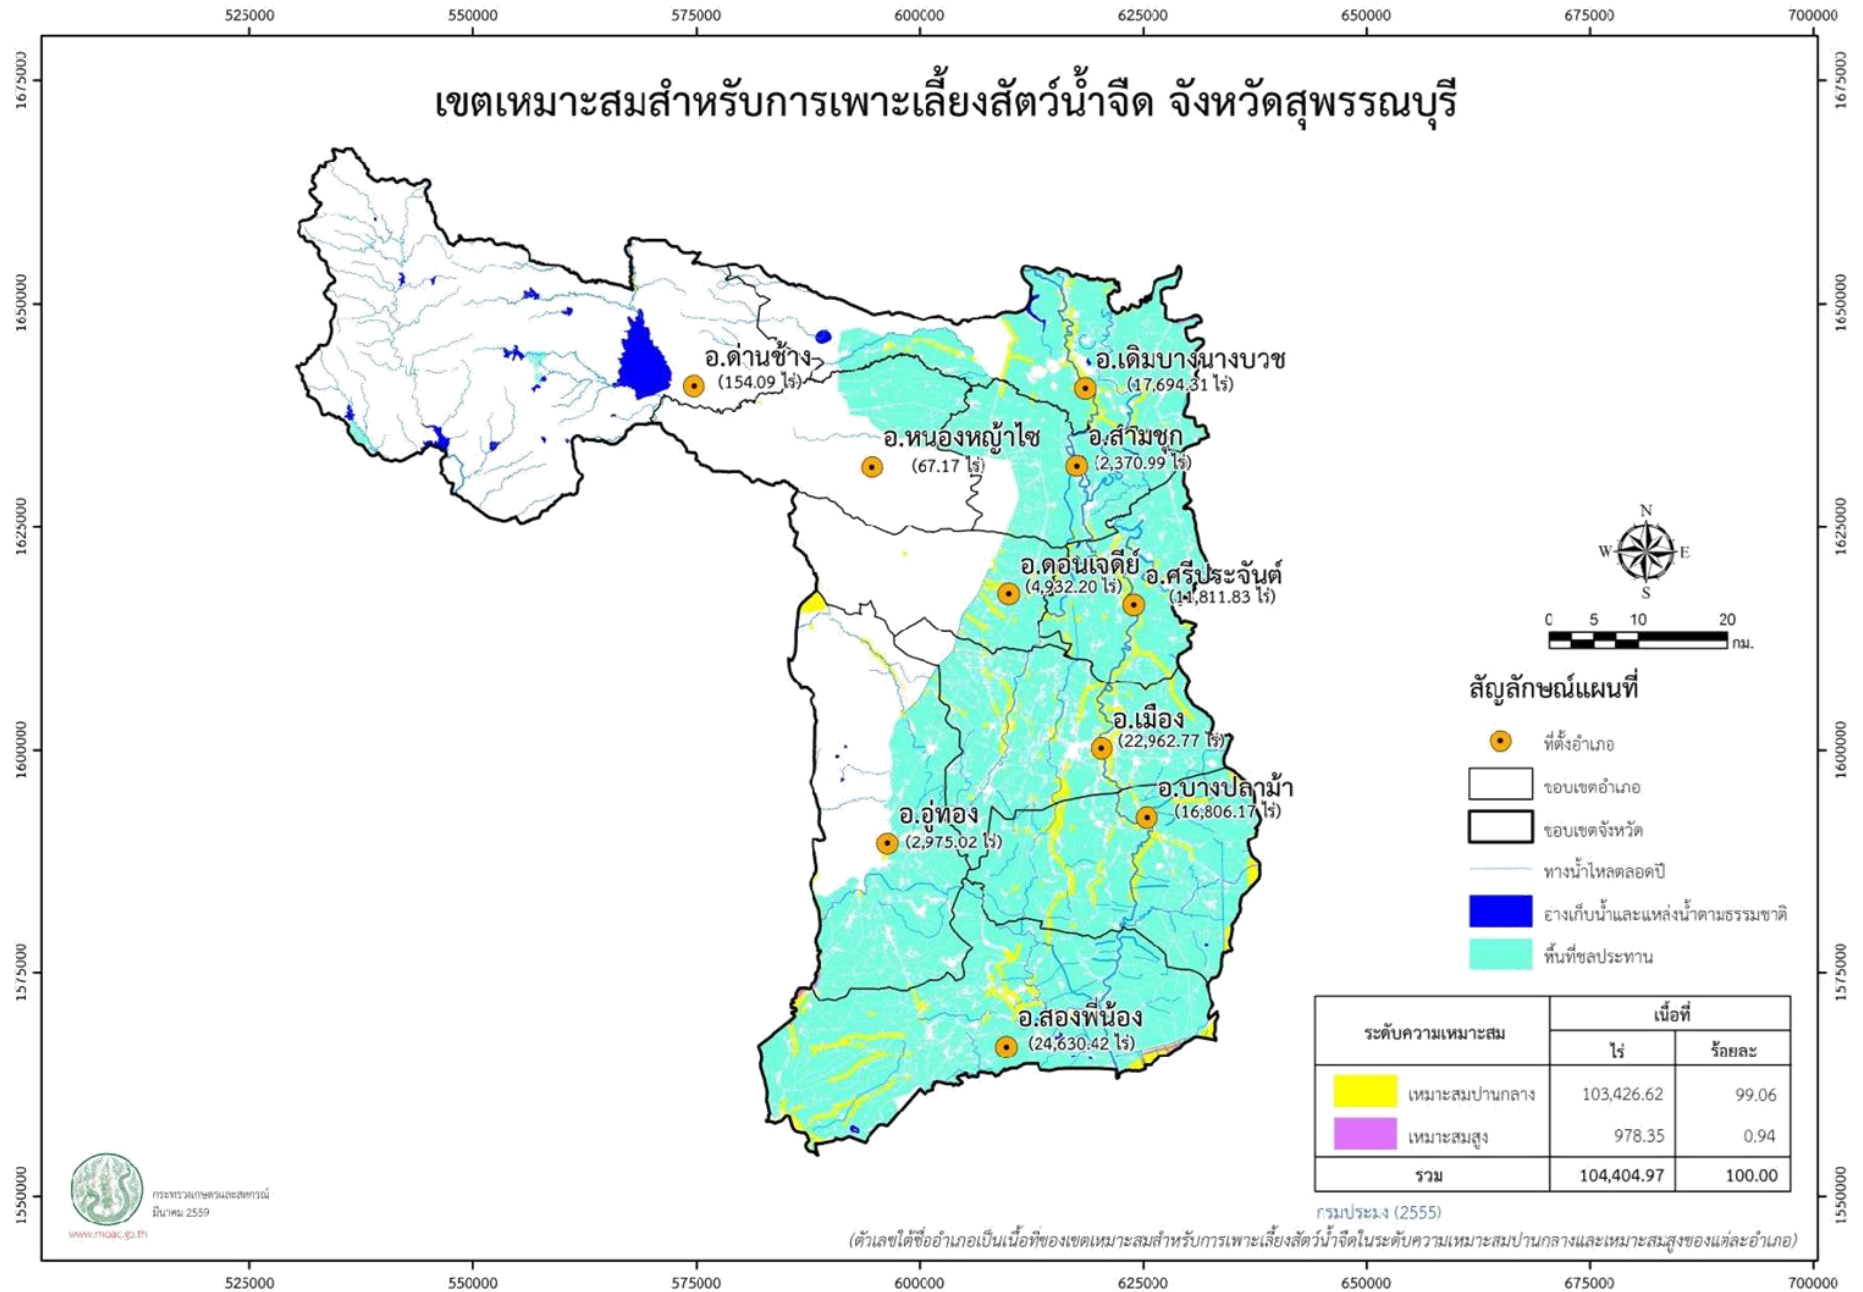 525000 550000 575000 600000 625000 650000 675000 700000
เขตเหมาะสมสำหรับการเพาะเลี้ยงสัตว์น้ำจืด จังหวัดสุพรรณบุรี
1675000 1675000
1650000 1650000
1625000 1625000
1600000 1600000
1575000 1575000
1550000 1550000
อ.ด่านช้าง
(154.09 ไร่)
อ.เดิมบางนางบวช
(17,694.31 ไร่)
อ.หนองหญ้าไซ
(67.17 ไร่)
อ.สามชุก
(2,370.99 ไร่)
อ.ดอนเจดีย์
(4,932.20 ไร่)
อ.ศรีประจันต์
(11,811.83 ไร่)
อ.เมือง
(22,962.77 ไร่)
อ.บางปลาม้า
(16,806.17 ไร่)
อ.อู่ทอง
(2,975.02 ไร่)
อ.สองพี่น้อง
(24,630.42 ไร่)
N
W E
S
0 5 10 20
กม.
สัญลักษณ์แผนที่
ที่ตั้งอำเภอ
ขอบเขตอำเภอ
ขอบเขตจังหวัด
ทางน้ำไหลตลอดปี
อ่างเก็บน้ำและแหล่งน้ำตามธรรมชาติ
พื้นที่ชลประทาน
ระดับความเหมาะสม เนื้อที่
ไร่ ร้อยละ
เหมาะสมปานกลาง 103,426.62 99.06
เหมาะสมสูง 978.35 0.94
รวม 104,404.97 100.00
กรมประมง (2555)
(ตัวเลขใต้ชื่ออำเภอเป็นเนื้อที่ของเขตเหมาะสมสำหรับการเพาะเลี้ยงสัตว์น้ำจืดในระดับความเหมาะสมปานกลางและเหมาะสมสูงของแต่ละอำเภอ)
กระทรวงเกษตรและสหกรณ์
มีนาคม 2559
www.moac.go.th
525000 550000 575000 600000 625000 650000 675000 700000